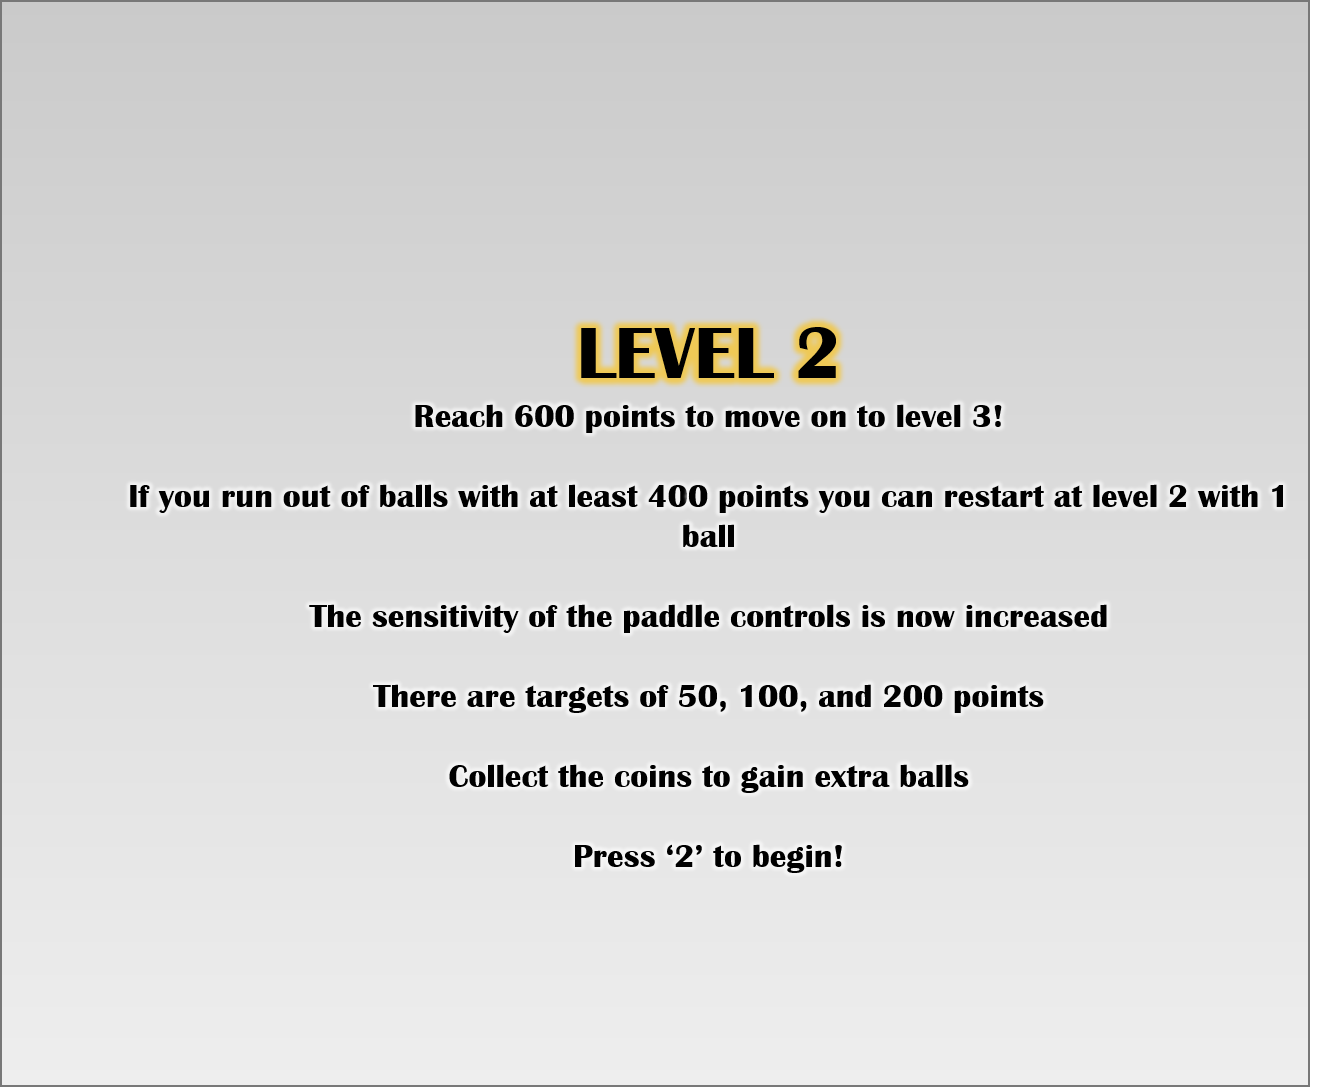 LEVEL 2
Reach 600 points to move on to level 3!
If you run out of balls with at least 400 points you can restart at level 2 with 1
ball
The sensitivity of the paddle controls is now increased
There are targets of 50, 100, and 200 points
Collect the coins to gain extra balls
Press ‘2’ to begin!